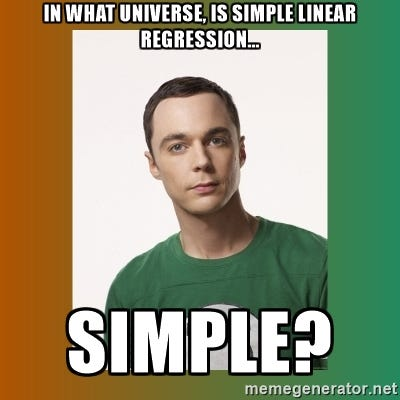 IN WHAT UNIVERSE, IS SIMPLE LINEAR
REGRESSION...
SIMPLE?
memegenerator.net